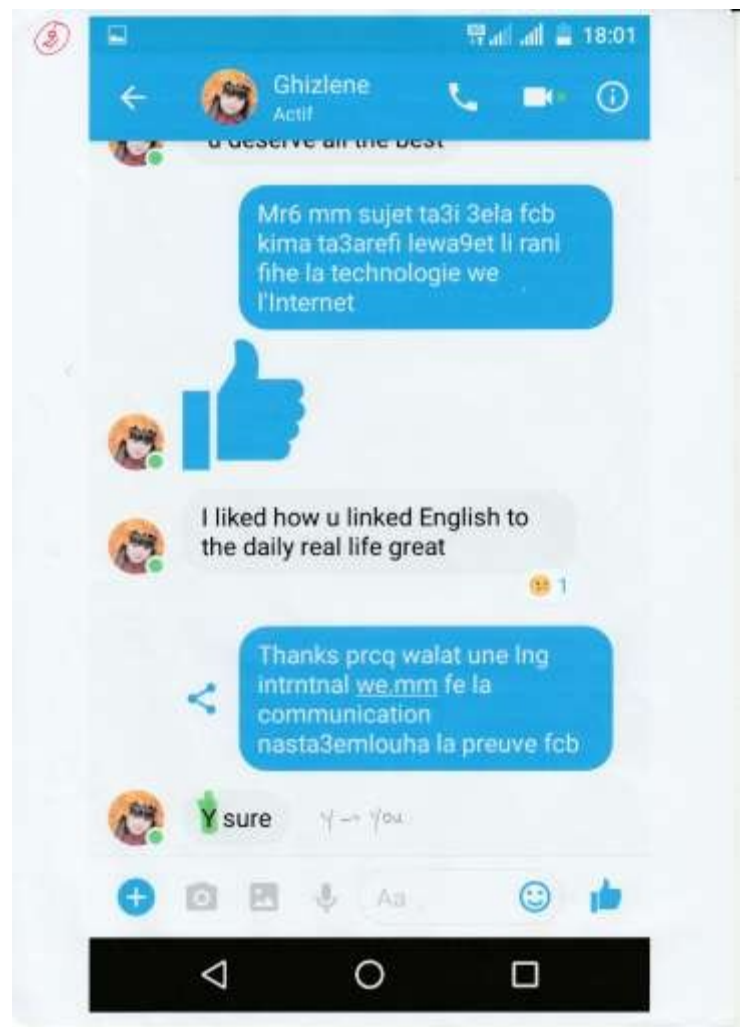 2
18:01
Ghizlene
Actif
u deserve all the best
Mr6 mm sujet ta3i 3ela fcb
kima ta3arefi lewa9et li rani
fihe la technologie we
l'Internet
I liked how u linked English to
the daily real life great
1
Thanks prcq walat une lng
intrntnal we.mm fe la
communication
nasta3emlouha la preuve fcb
Y sure
Y → You
Aa